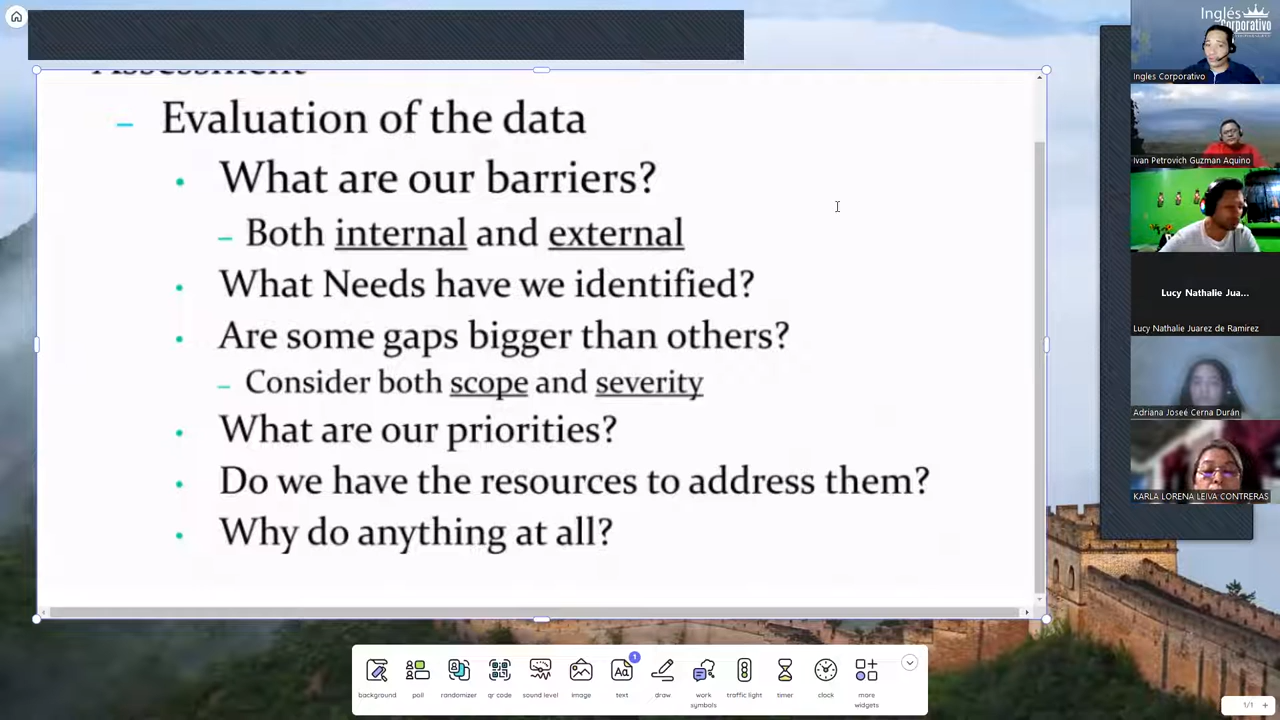 Assessment
– Evaluation of the data
• What are our barriers?
– Both internal and external
• What Needs have we identified?
• Are some gaps bigger than others?
– Consider both scope and severity
• What are our priorities?
• Do we have the resources to address them?
• Why do anything at all?
Inglés
Corporativo
Ingles Corporativo
Ivan Petrovich Guzman Aquino
Lucy Nathalie Jua...
Lucy Nathalie Juarez de Ramirez
Adriana Joseé Cerna Durán
KARLA LORENA LEIVA CONTRERAS
1
Aa
background
poll
randomizer
qr code
sound level
image
text
draw
work symbols
traffic light
timer
clock
more widgets
1/1 +